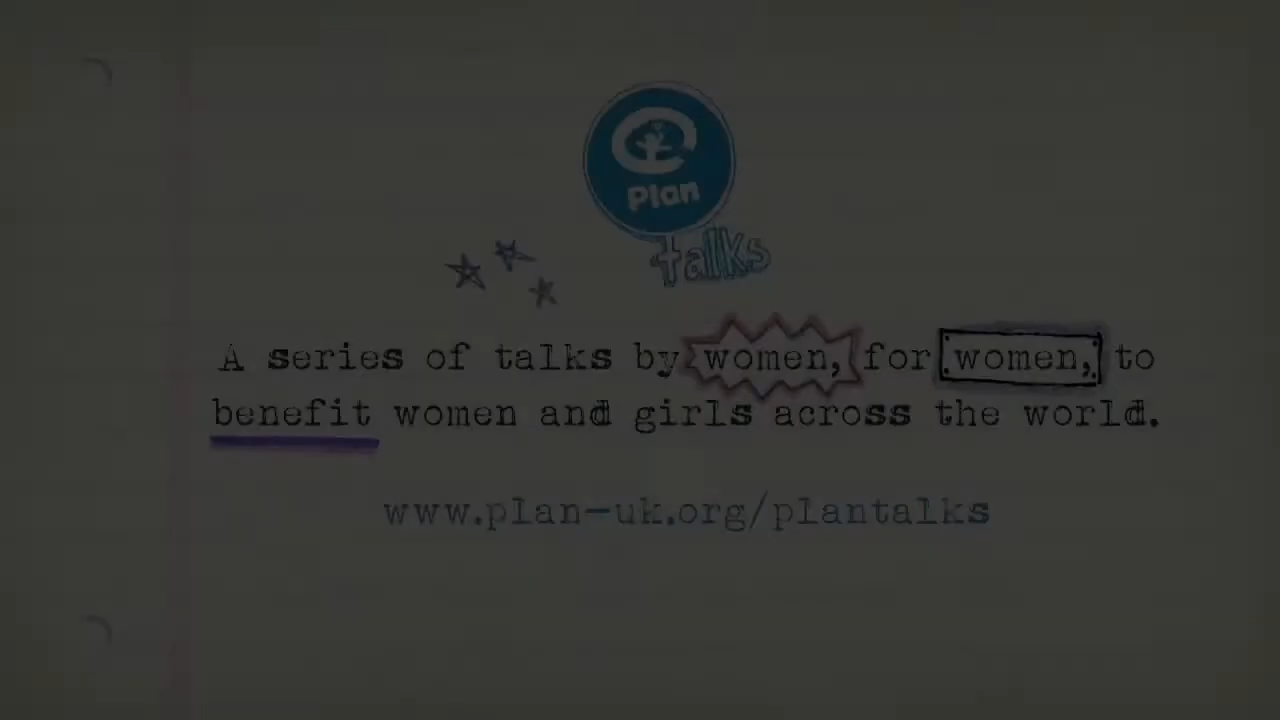 Plan
talks
A series of talks by women, for women, to
benefit women and girls across the world.
www.plan-uk.org/plantalks